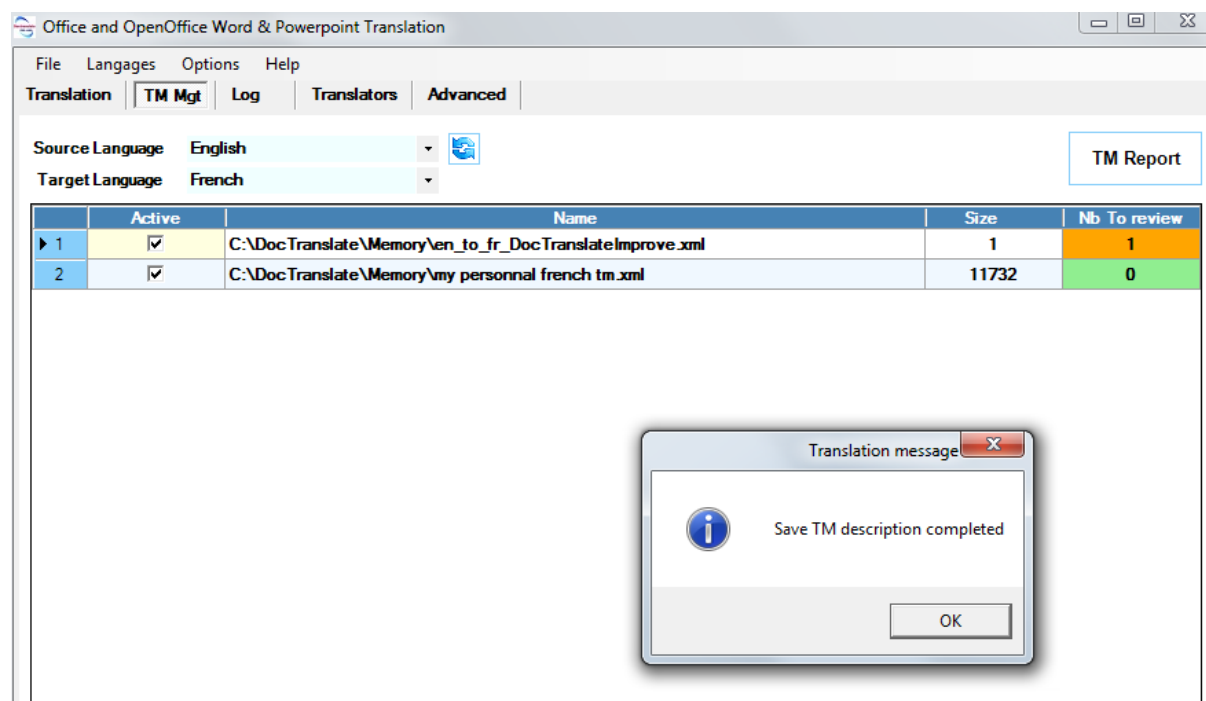 Office and OpenOffice Word & Powerpoint Translation
File Langages Options Help
Translation TM Mgt Log Translators Advanced
Source Language English
TM Report
Target Language French
Active Name Size Nb To review
1 C:\DocTranslate\Memory\en_to_fr_DocTranslateImprove.xml 1 1
2 C:\DocTranslate\Memory\my personnal french tm.xml 11732 0
Translation message
Save TM description completed
OK